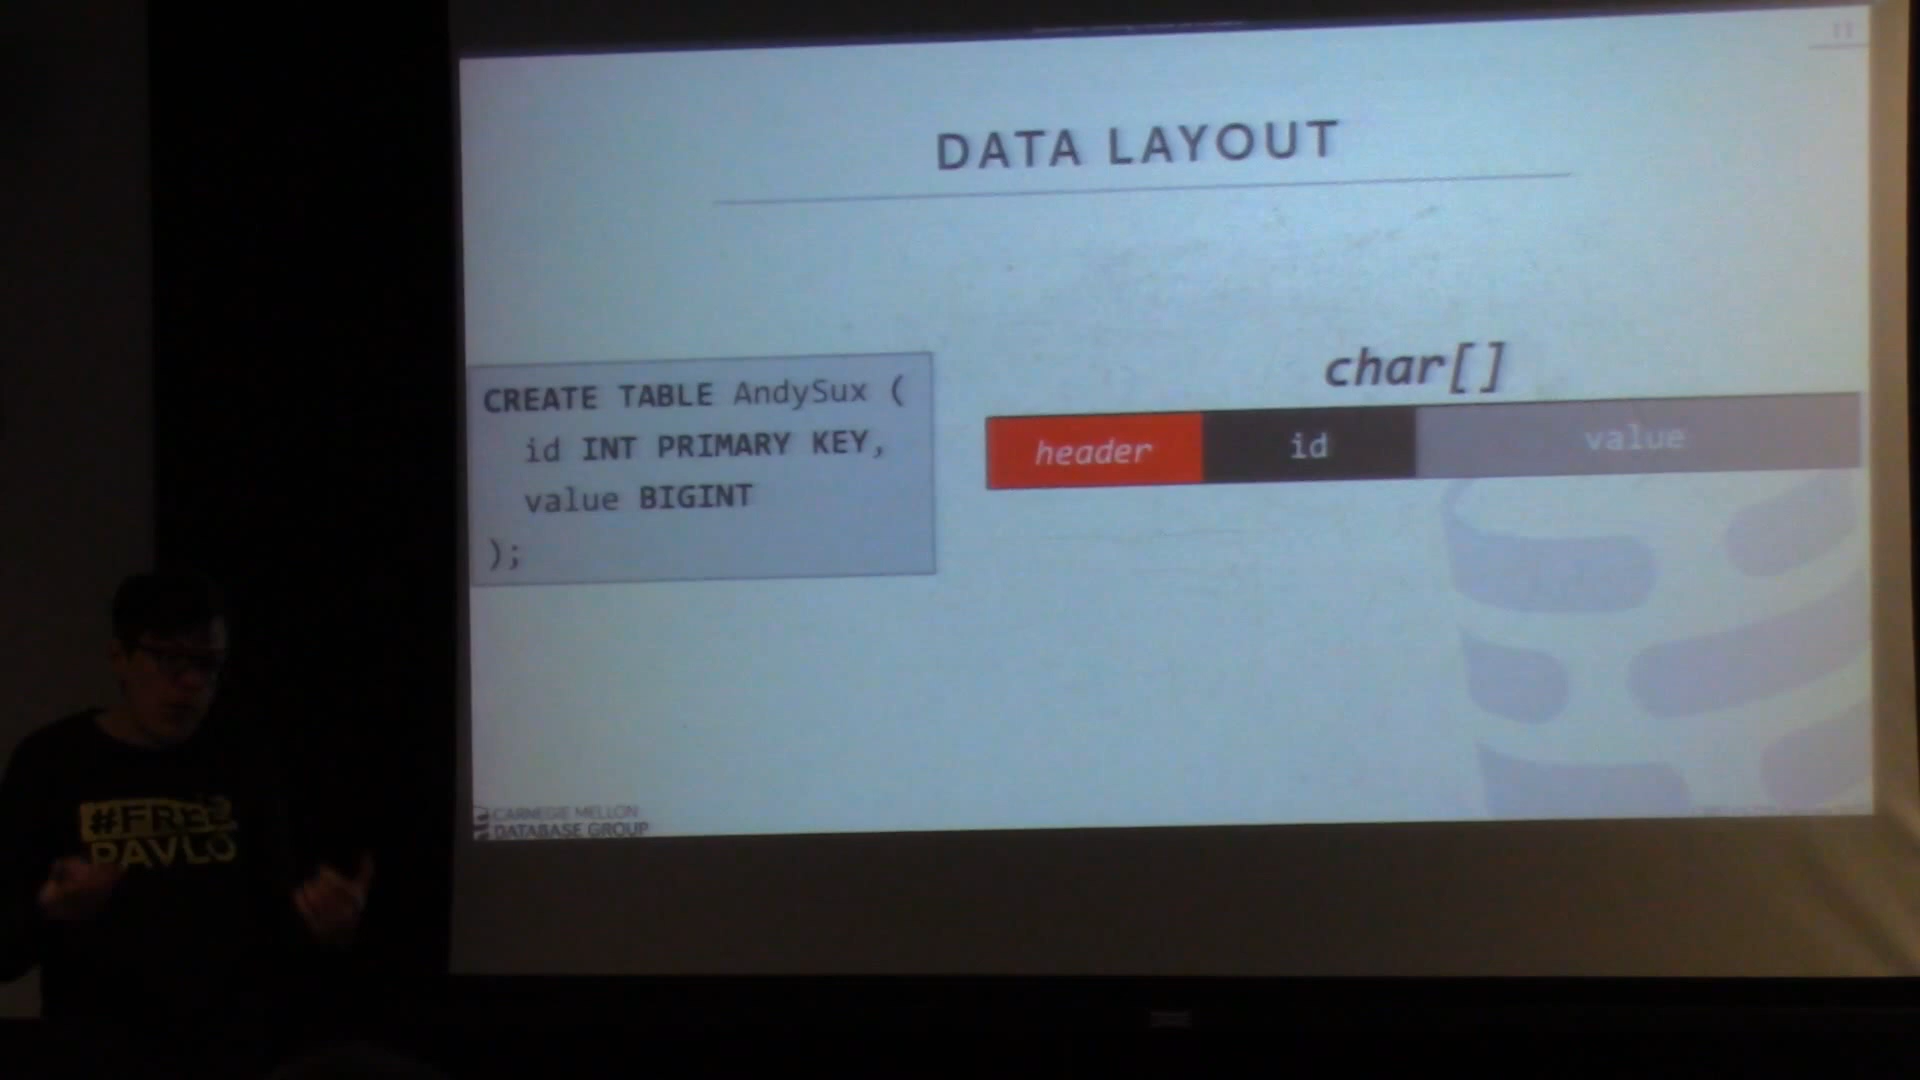 11
DATA LAYOUT
CREATE TABLE AndySux (
id INT PRIMARY KEY,
value BIGINT
);
char[]
header id value
CARNEGIE MELLON
DATABASE GROUP
#FREE
PAVLO